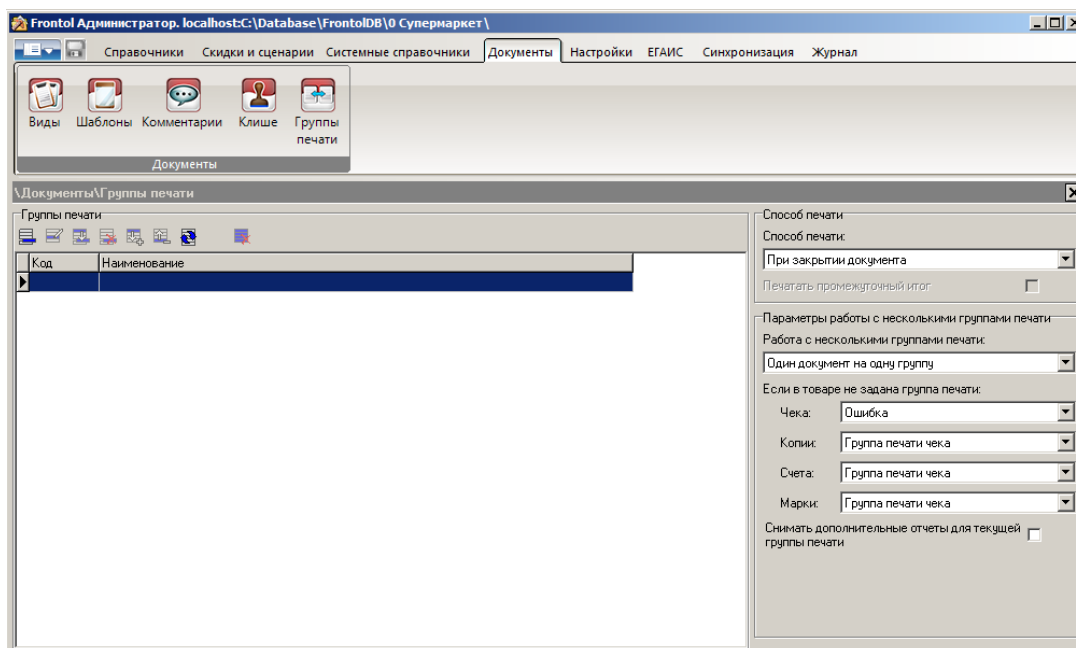 Frontol Администратор. localhost:C:\Database\FrontolDB\0 Супермаркет\
Справочники Скидки и сценарии Системные справочники Документы Настройки ЕГАИС Синхронизация Журнал
Виды Шаблоны Комментарии Клише Группы печати
Документы
\Документы\Группы печати
Группы печати
Код Наименование
Способ печати
Способ печати:
При закрытии документа
Печатать промежуточный итог
Параметры работы с несколькими группами печати
Работа с несколькими группами печати:
Один документ на одну группу
Если в товаре не задана группа печати:
Чека: Ошибка
Копии: Группа печати чека
Счета: Группа печати чека
Марки: Группа печати чека
Снимать дополнительные отчеты для текущей
группы печати